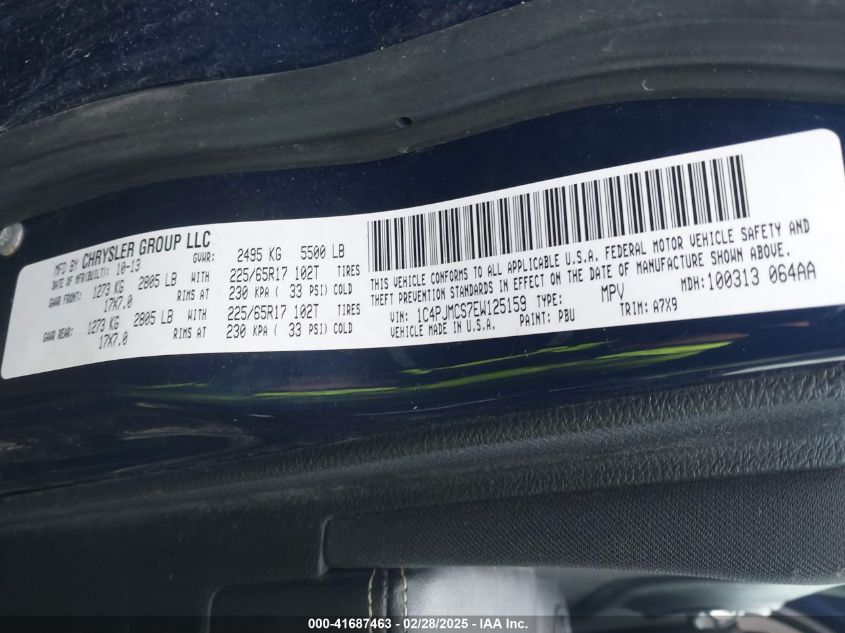 MFD BY CHRYSLER GROUP LLC
DATE OF MFR(BUILT): 10-13 GVWR: 2495 KG 5500 LB
GAWR FRONT: 1273 KG 2805 LB WITH 225/65R17 102T TIRES
17X7.0 RIMS AT 230 KPA ( 33 PSI) COLD
GAWR REAR: 1273 KG 2805 LB WITH 225/65R17 102T TIRES
17X7.0 RIMS AT 230 KPA ( 33 PSI) COLD
THIS VEHICLE CONFORMS TO ALL APPLICABLE U.S.A. FEDERAL MOTOR VEHICLE SAFETY AND
THEFT PREVENTION STANDARDS IN EFFECT ON THE DATE OF MANUFACTURE SHOWN ABOVE.
VIN: 1C4PJMCS7EW125159 TYPE: MPV MDH:100313 064AA
VEHICLE MADE IN U.S.A. PAINT: PBU TRIM: A7X9
000-41687463 - 02/28/2025 - IAA Inc.